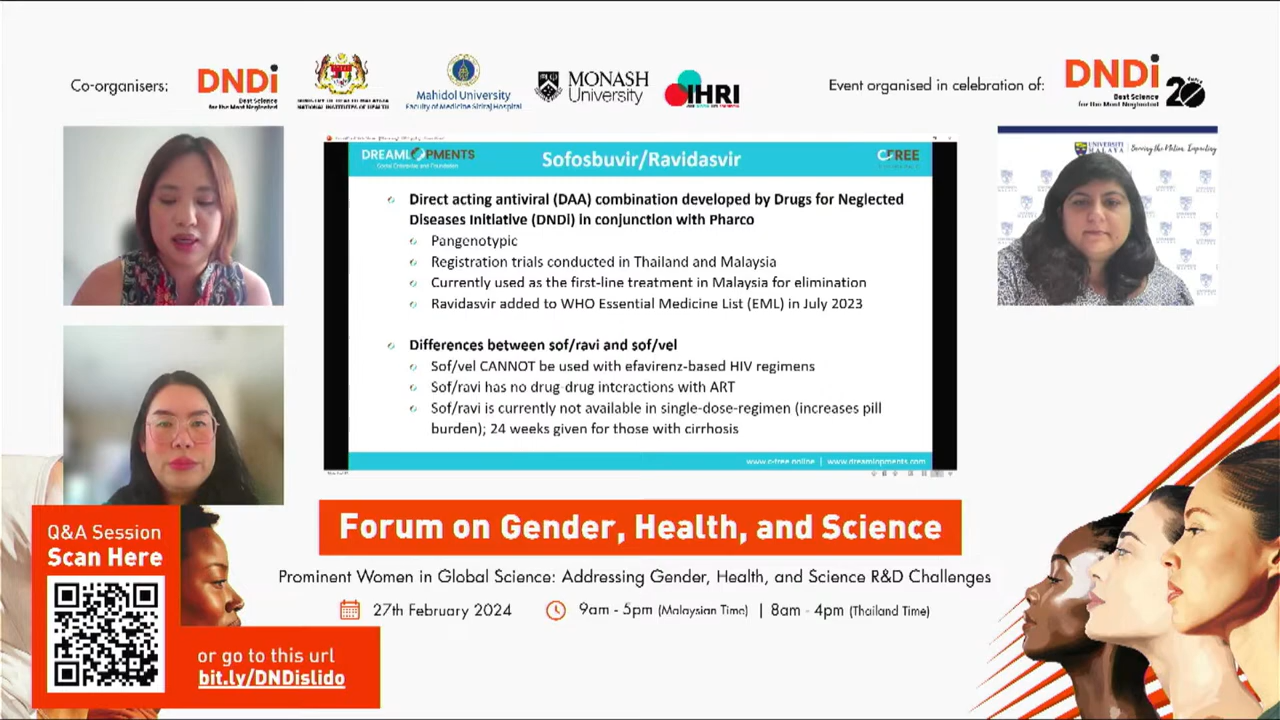 Co-organisers:
DNDi
Best Science
for the Most Neglected
NATIONAL INSTITUTES OF HEALTH
Mahidol University
Faculty of Medicine Siriraj Hospital
MONASH
University
IHRI
Event organised in celebration of:
DNDi
Best Science
for the Most Neglected
20
DREAMLOPMENTS
Social Enterprise and Foundation
Sofosbuvir/Ravidasvir
C-FREE
Direct acting antiviral (DAA) combination developed by Drugs for Neglected
Diseases Initiative (DNDi) in conjunction with Pharco
Pangenotypic
Registration trials conducted in Thailand and Malaysia
Currently used as the first-line treatment in Malaysia for elimination
Ravidasvir added to WHO Essential Medicine List (EML) in July 2023
Differences between sof/ravi and sof/vel
Sof/vel CANNOT be used with efavirenz-based HIV regimens
Sof/ravi has no drug-drug interactions with ART
Sof/ravi is currently not available in single-dose-regimen (increases pill
burden); 24 weeks given for those with cirrhosis
www.c-free.online | www.dreamlopments.com
UNIVERSITI
MALAYA
Serving the Nation, Impacting
Q&A Session
Scan Here
or go to this url
bit.ly/DNDislido
Forum on Gender, Health, and Science
Prominent Women in Global Science: Addressing Gender, Health, and Science R&D Challenges
27th February 2024
9am - 5pm (Malaysian Time) | 8am - 4pm (Thailand Time)